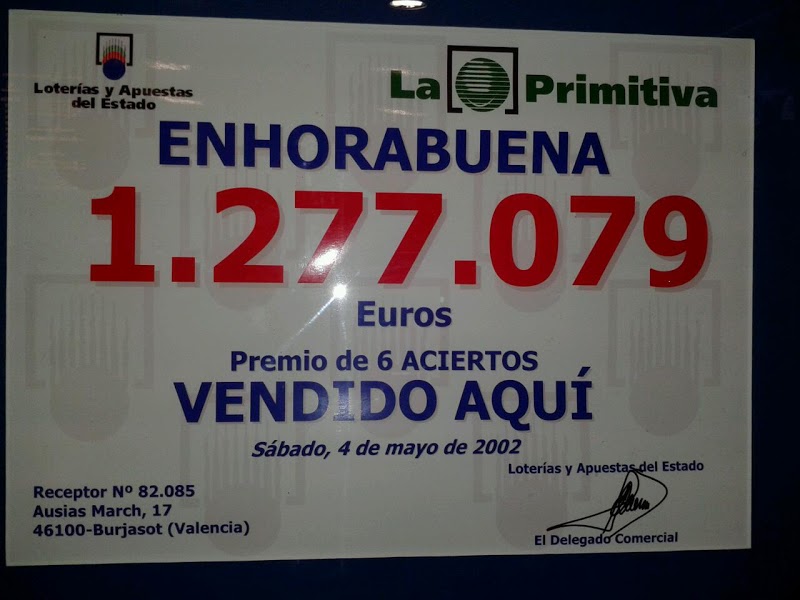 Loterías y Apuestas
del Estado
La Primitiva
ENHORABUENA
1.277.079
Euros
Premio de 6 ACIERTOS
VENDIDO AQUÍ
Sábado, 4 de mayo de 2002
Loterías y Apuestas del Estado
Receptor Nº 82.085
Ausias March, 17
46100-Burjasot (Valencia)
El Delegado Comercial